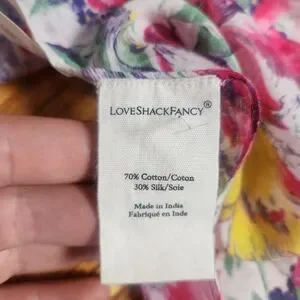 LOVESHACKFANCY®
70% Cotton/Coton
30% Silk/Soie
Made in India
Fabriqué en Inde